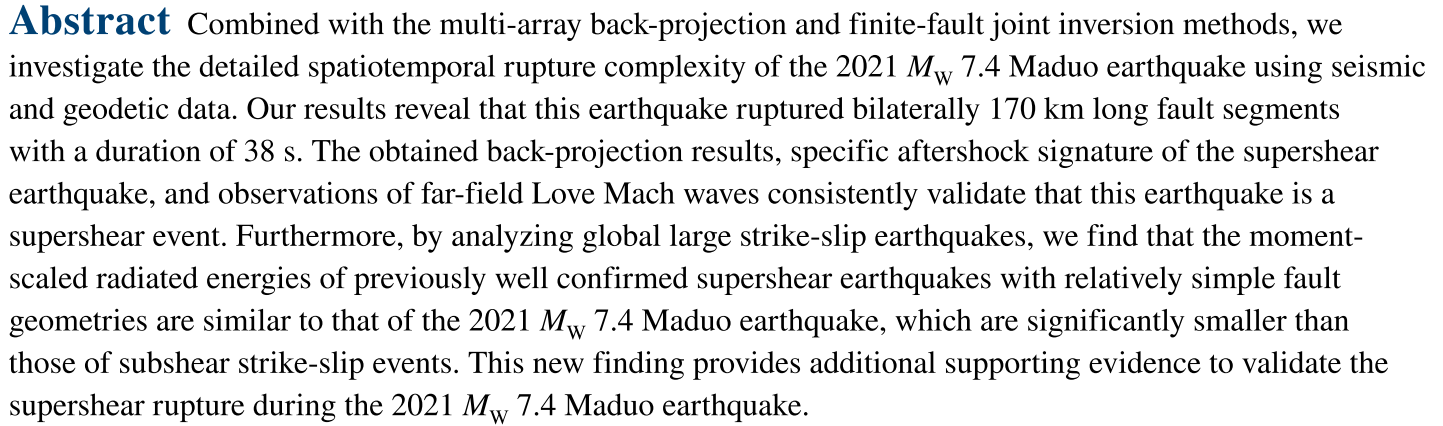 Abstract Combined with the multi-array back-projection and finite-fault joint inversion methods, we
investigate the detailed spatiotemporal rupture complexity of the 2021 Mw 7.4 Maduo earthquake using seismic
and geodetic data. Our results reveal that this earthquake ruptured bilaterally 170 km long fault segments
with a duration of 38 s. The obtained back-projection results, specific aftershock signature of the supershear
earthquake, and observations of far-field Love Mach waves consistently validate that this earthquake is a
supershear event. Furthermore, by analyzing global large strike-slip earthquakes, we find that the moment-
scaled radiated energies of previously well confirmed supershear earthquakes with relatively simple fault
geometries are similar to that of the 2021 Mw 7.4 Maduo earthquake, which are significantly smaller than
those of subshear strike-slip events. This new finding provides additional supporting evidence to validate the
supershear rupture during the 2021 Mw 7.4 Maduo earthquake.